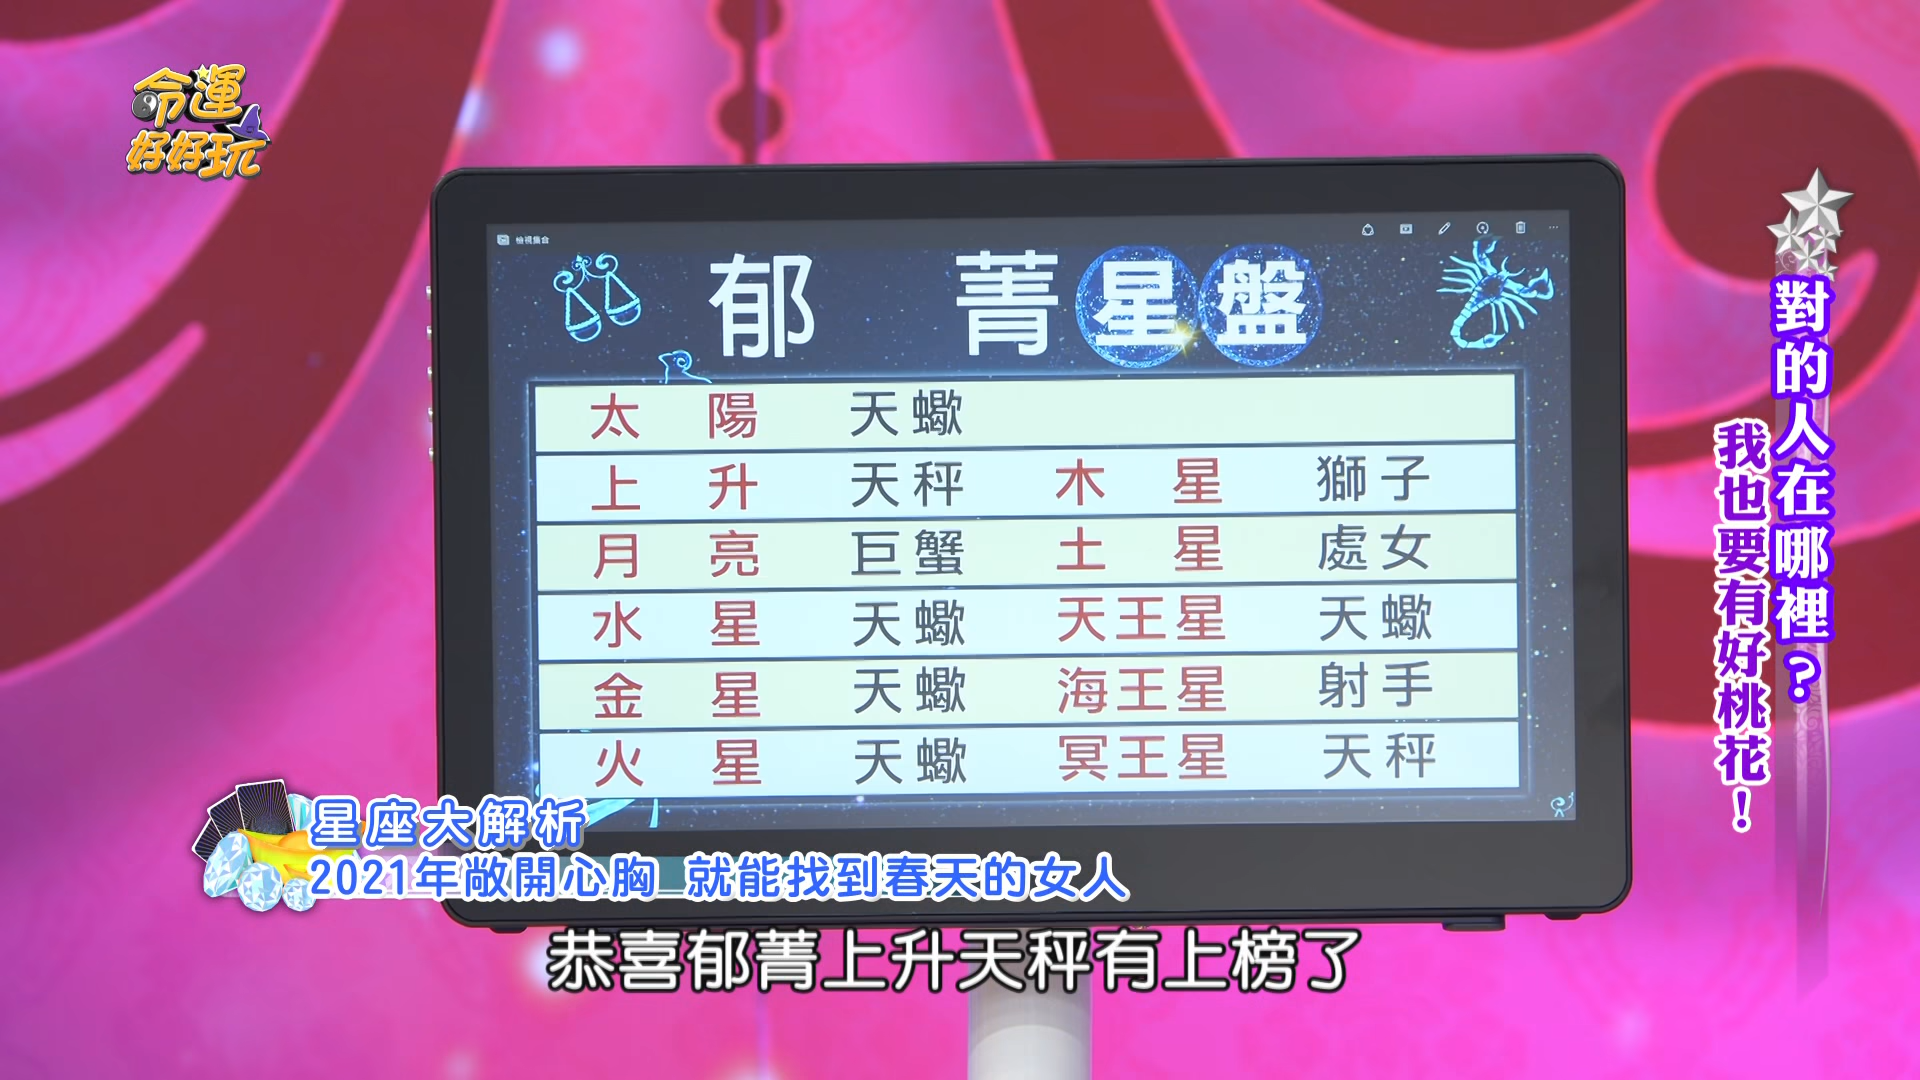 命運
好好玩
檢視集合
郁菁星盤
太陽 天蠍
上升 天秤 木星 獅子
月亮 巨蟹 土星 處女
水星 天蠍 天王星 天蠍
金星 天蠍 海王星 射手
火星 天蠍 冥王星 天秤
對的人在哪裡?
我也要有好桃花!
星座大解析
2021年敞開心胸 就能找到春天的女人
恭喜郁菁上升天秤有上榜了